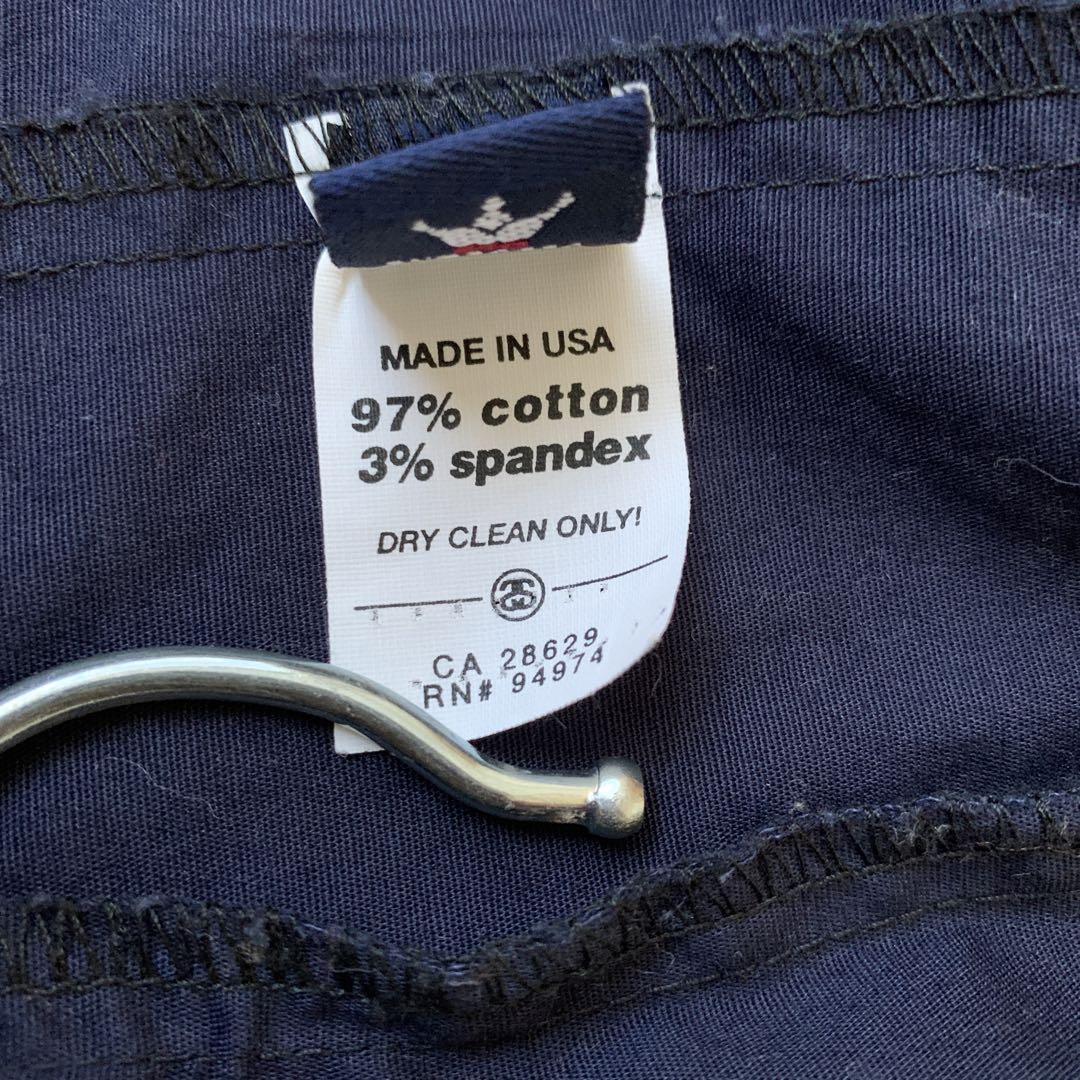 MADE IN USA
97% cotton
3% spandex
DRY CLEAN ONLY!
CA 28629
RN# 94974